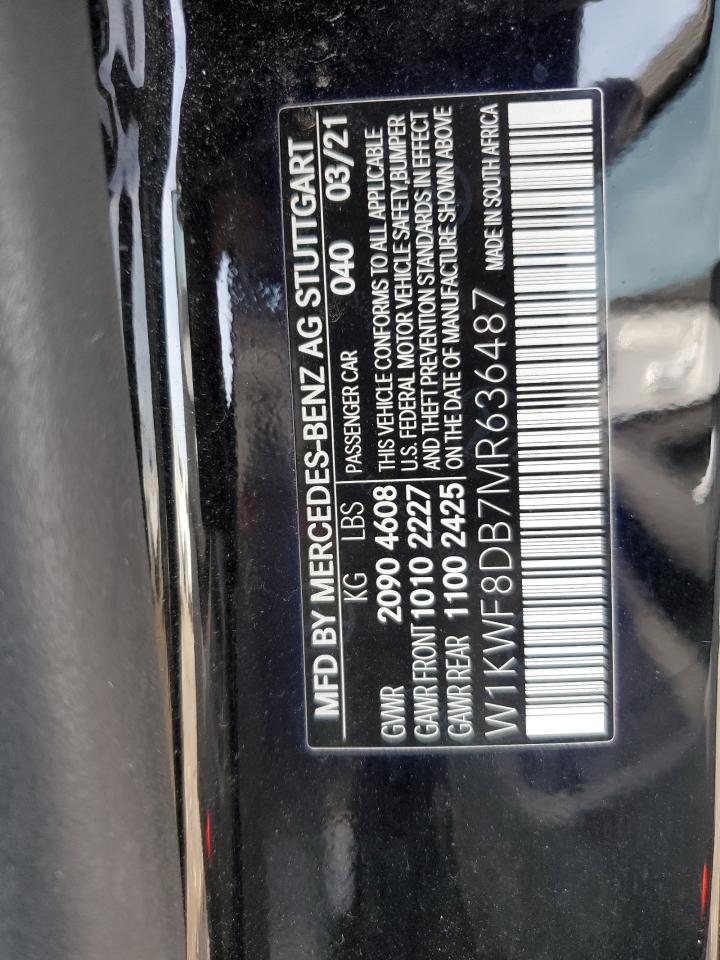 MFD BY MERCEDES-BENZ AG STUTTGART
KG LBS PASSENGER CAR 040 03/21
GVWR 2090 4608 THIS VEHICLE CONFORMS TO ALL APPLICABLE
GAWR FRONT 1010 2227 U.S. FEDERAL MOTOR VEHICLE SAFETY,BUMPER
GAWR REAR 1100 2425 AND THEFT PREVENTION STANDARDS IN EFFECT
ON THE DATE OF MANUFACTURE SHOWN ABOVE
W1KWF8DB7MR636487 MADE IN SOUTH AFRICA